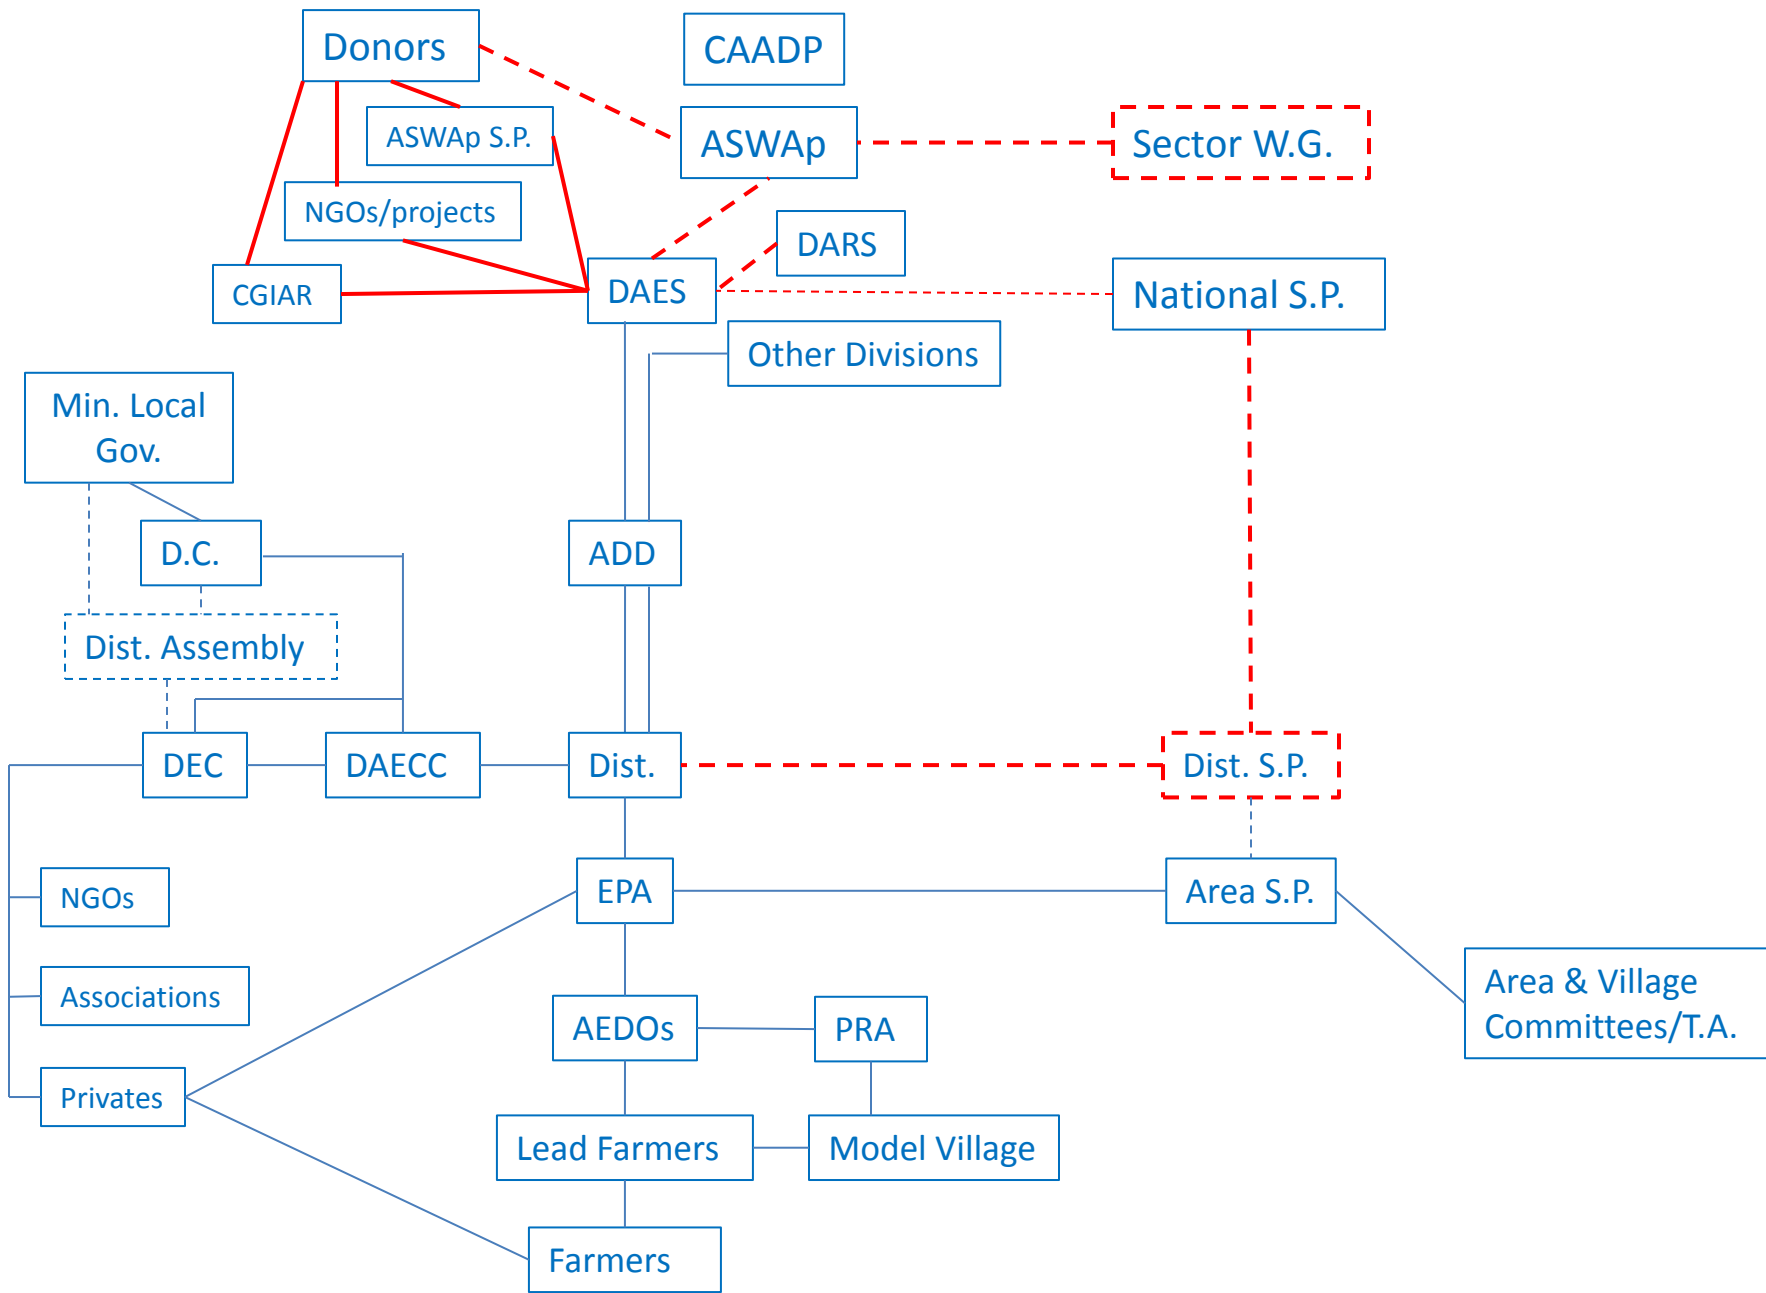 Donors
CAADP
ASWAp S.P.
ASWAp
Sector W.G.
NGOs/projects
DARS
CGIAR
DAES
National S.P.
Other Divisions
Min. Local
Gov.
D.C.
ADD
Dist. Assembly
DEC
DAECC
Dist.
Dist. S.P.
NGOs
EPA
Area S.P.
Associations
AEDOs
PRA
Area & Village
Committees/T.A.
Privates
Lead Farmers
Model Village
Farmers